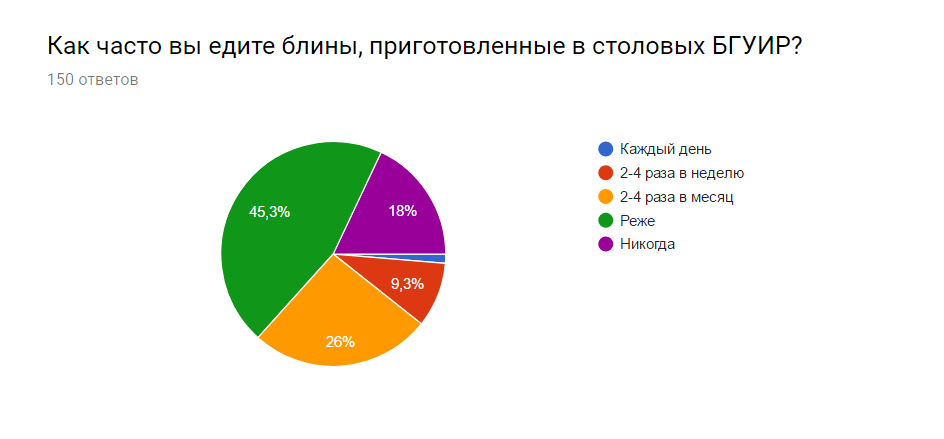 Как часто вы едите блины, приготовленные в столовых БГУИР?
150 ответов
Каждый день
2-4 раза в неделю
2-4 раза в месяц
Реже
Никогда
45,3%
18%
9,3%
26%